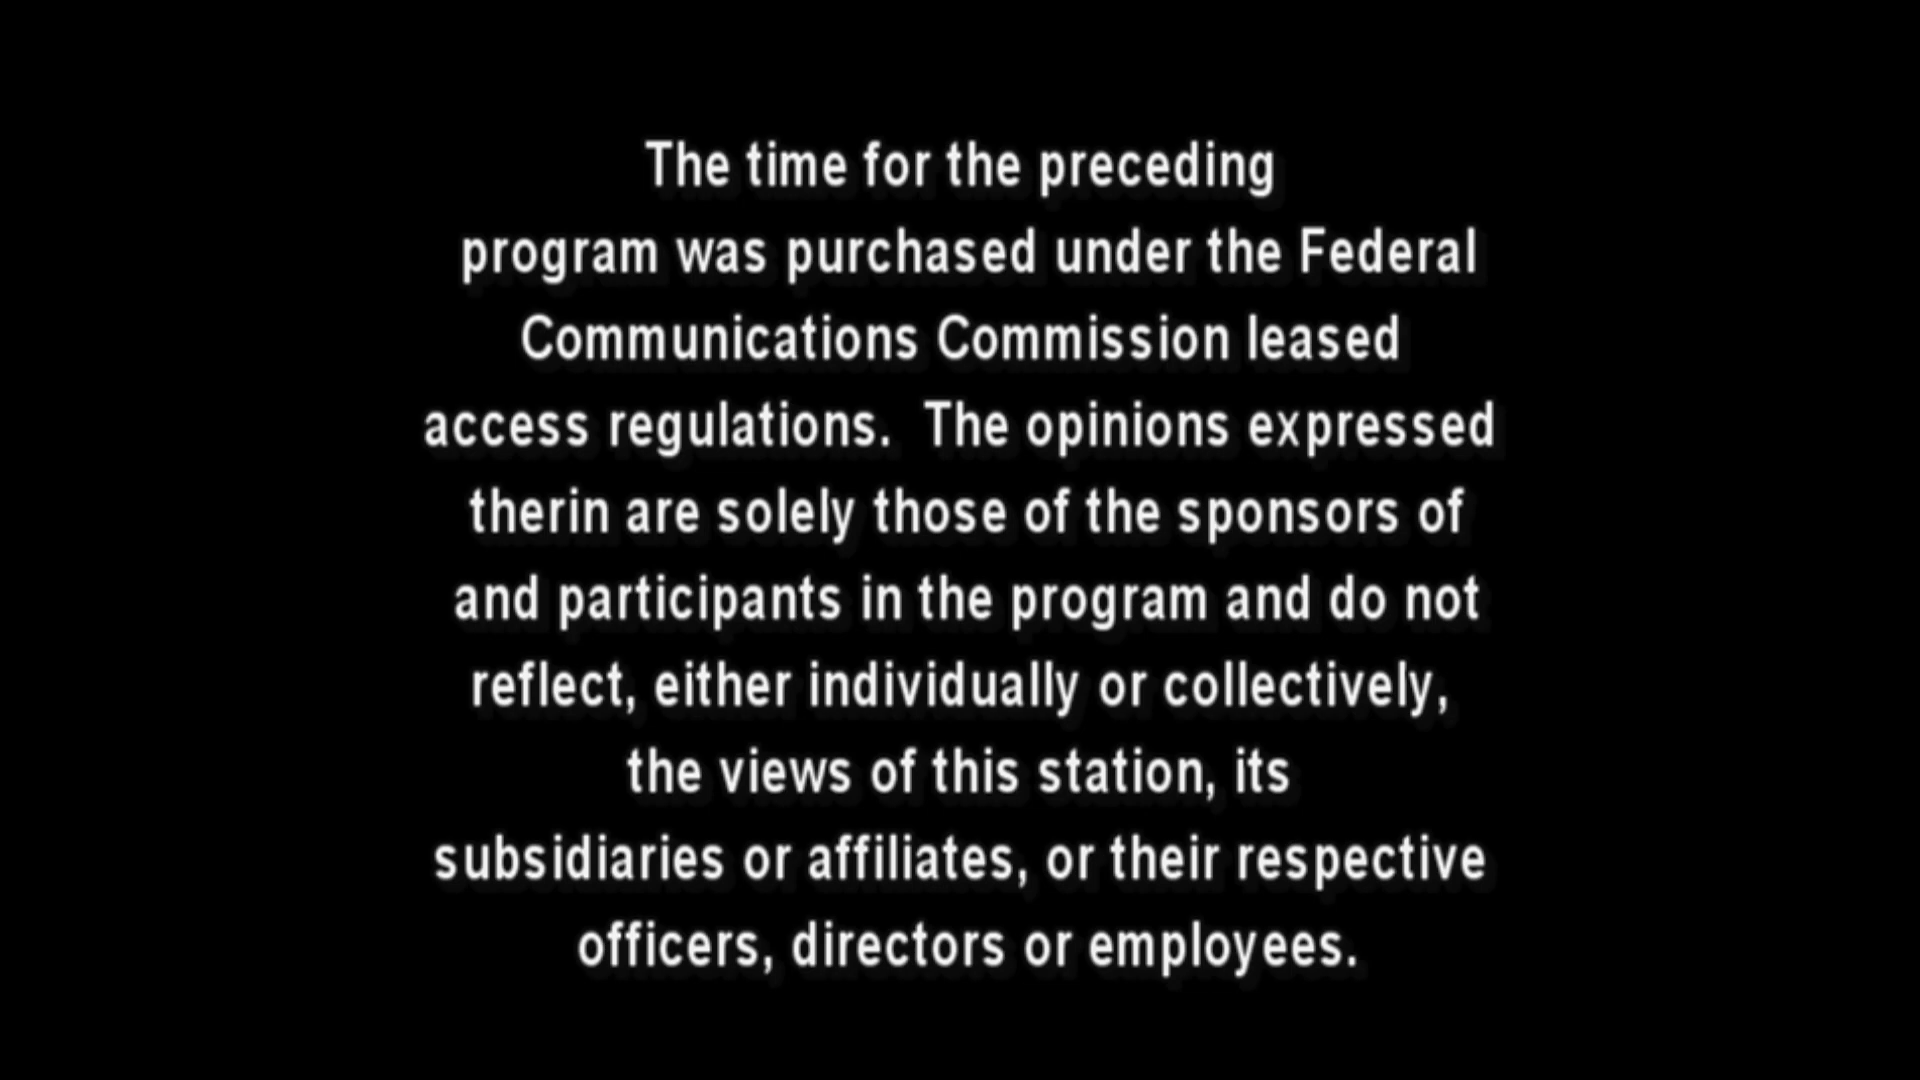 The time for the preceding
program was purchased under the Federal
Communications Commission leased
access regulations.  The opinions expressed
therin are solely those of the sponsors of
and participants in the program and do not
reflect, either individually or collectively,
the views of this station, its
subsidiaries or affiliates, or their respective
officers, directors or employees.